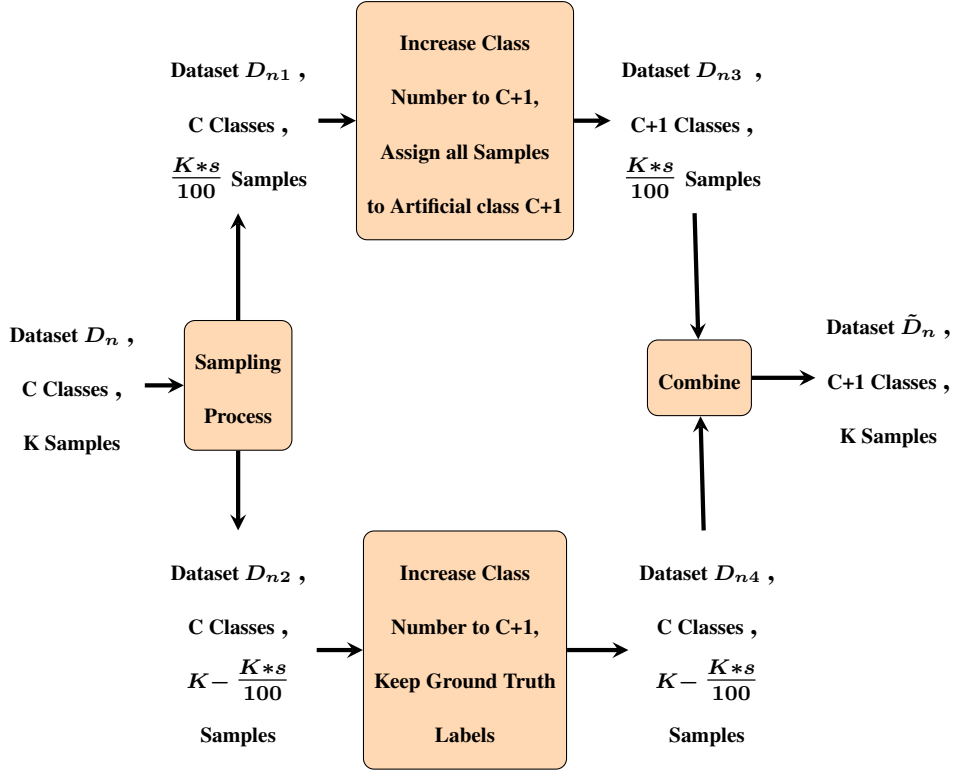 Dataset D_{n1} ,
C Classes ,
\frac{K*s}{100} Samples
Increase Class
Number to C+1,
Assign all Samples
to Artificial class C+1
Dataset D_{n3} ,
C+1 Classes ,
\frac{K*s}{100} Samples
Dataset D_n ,
C Classes ,
K Samples
Sampling
Process
Combine
Dataset \tilde{D}_n ,
C+1 Classes ,
K Samples
Dataset D_{n2} ,
C Classes ,
K - \frac{K*s}{100}
Samples
Increase Class
Number to C+1,
Keep Ground Truth
Labels
Dataset D_{n4} ,
C Classes ,
K - \frac{K*s}{100}
Samples